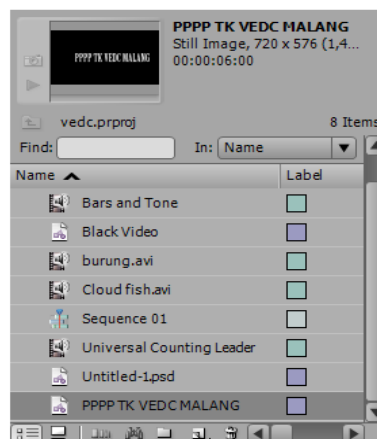 PPPP TK VEDC MALANG
Still Image, 720 x 576 (1,4...
00:00:06:00
PPPP TK VEDC MALANG
vedc.prproj 8 Items
Find: In: Name
Name Label
Bars and Tone
Black Video
burung.avi
Cloud fish.avi
Sequence 01
Universal Counting Leader
Untitled-1.psd
PPPP TK VEDC MALANG